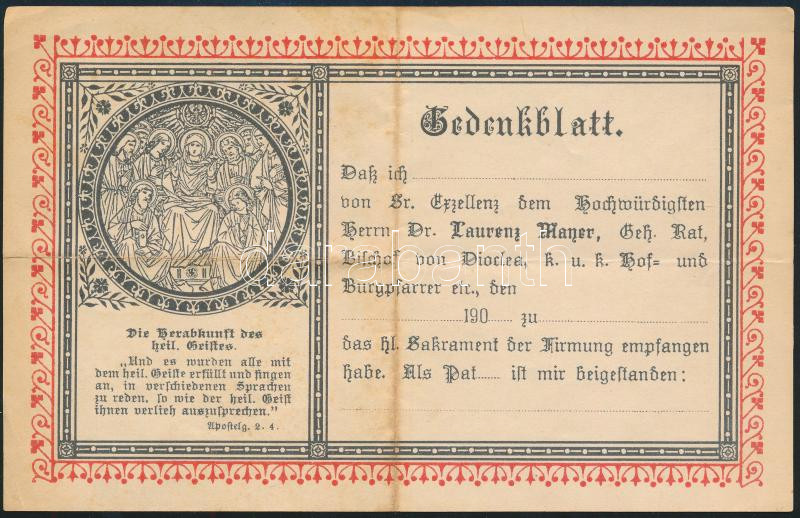 Gedenkblatt.
Daß ich
von Sr. Exzellenz dem Hochwürdigsten
Herrn Dr. Laurenz Mayer, Geh. Rat,
Bischof von Dioclea, k. u. k. Hof= und
Burgpfarrer etc., den
190 zu
das hl. Sakrament der Firmung empfangen
habe. Als Pat ist mir beigestanden:
Die Herabkunft des
heil. Geistes.
„Und es wurden alle mit
dem heil. Geiste erfüllt und fingen
an, in verschiedenen Sprachen
zu reden, so wie der heil. Geist
ihnen verlieh auszusprechen."
Apostelg. 2. 4.
darabanth